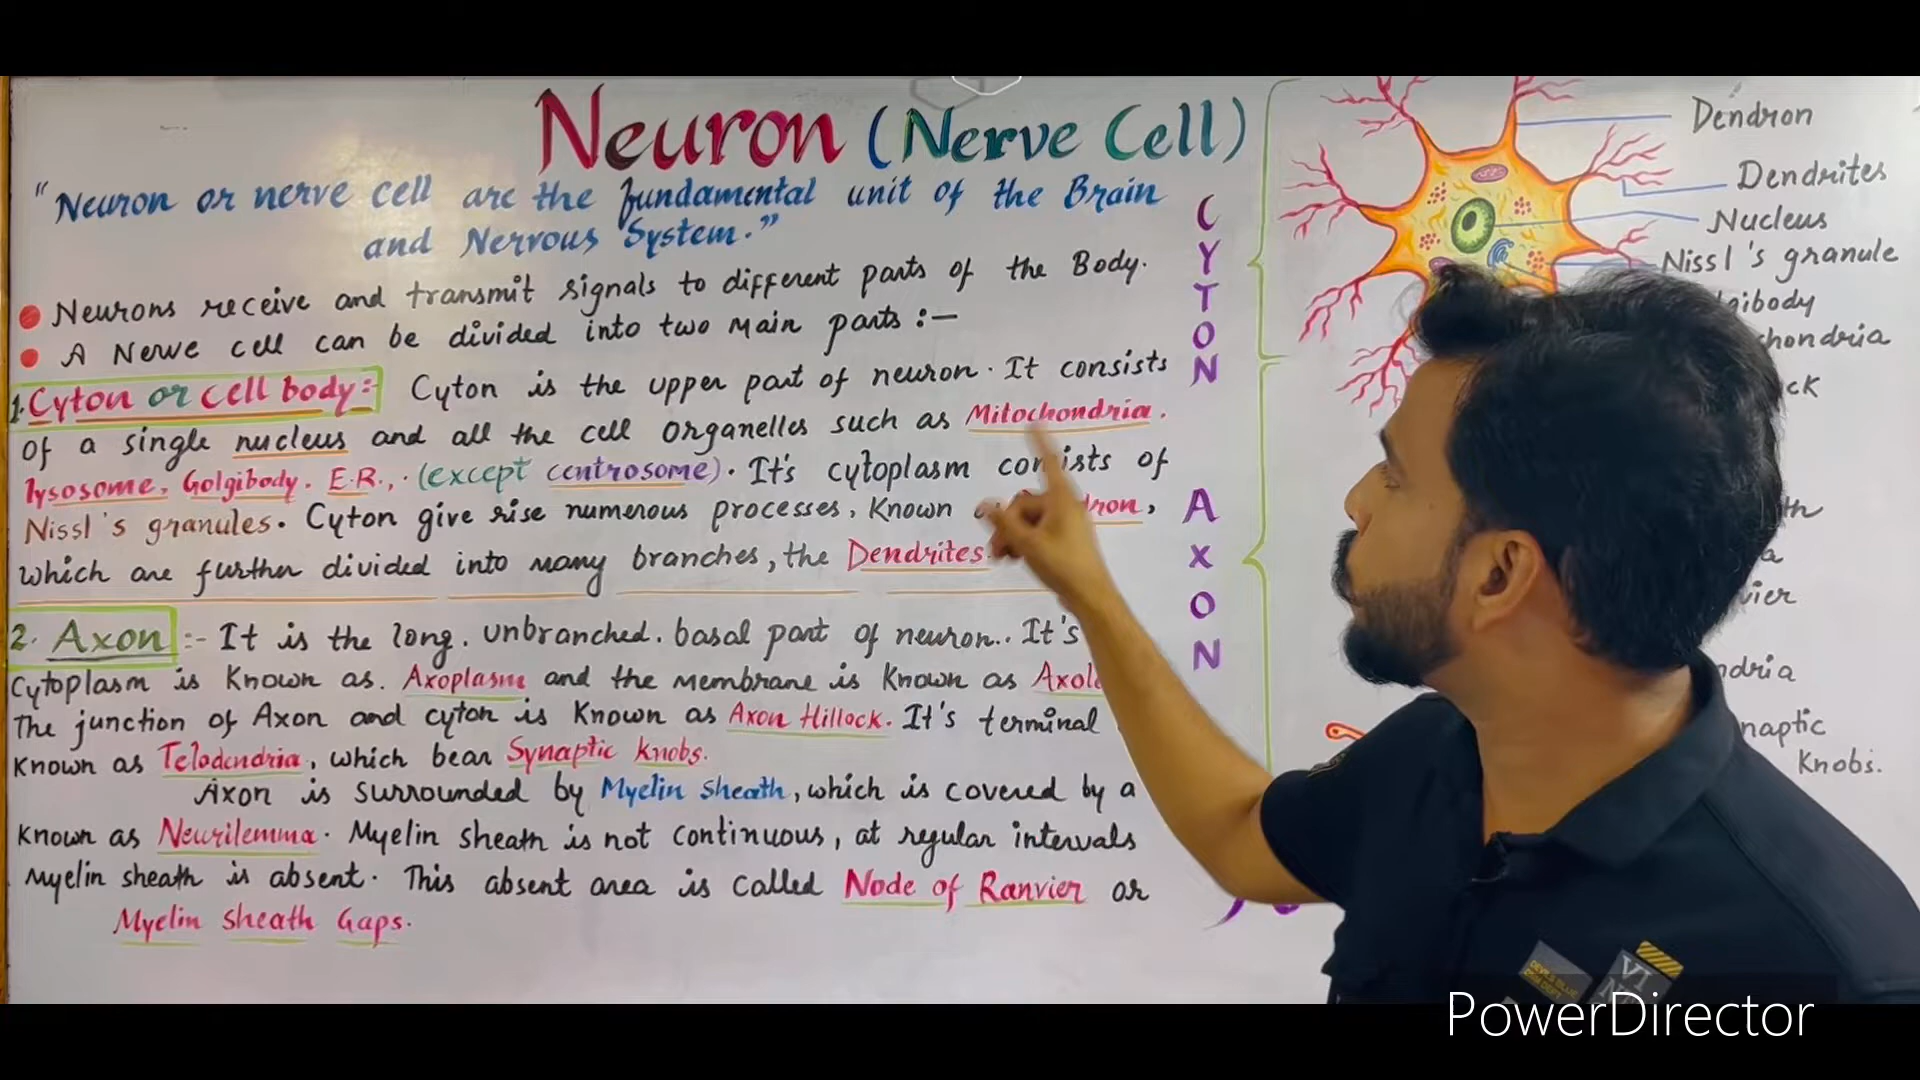 Neuron (Nerve Cell)
"Neuron or nerve cell are the fundamental unit of the Brain
and Nervous System."
Neurons receive and transmit signals to different parts of the Body.
A Nerve cell can be divided into two main parts :-
1. Cyton or cell body:- Cyton is the upper part of neuron. It consists
of a single nucleus and all the cell organelles such as Mitochondria.
lysosome, Golgibody. E.R., (except centrosome). It's cytoplasm consists of
Nissl's granules. Cyton give rise numerous processes, Known
which are further divided into many branches, the Dendrites.
2. Axon :- It is the long. unbranched. basal part of neuron.. It's
Cytoplasm is known as. Axoplasm and the membrane is known as
The junction of Axon and cyton is known as Axon Hillock. It's terminal
known as Telodendria, which bear Synaptic knobs.
Axon is surrounded by Myelin sheath, which is covered by a
known as Neurilemma. Myelin sheath is not continuous, at regular intervals
Myelin sheath is absent. This absent area is called Node of Ranvier or
Myelin sheath Gaps.
CYTON
AXON
Dendron
Dendrites
Nucleus
Nissl's granule
Knobs.
PowerDirector